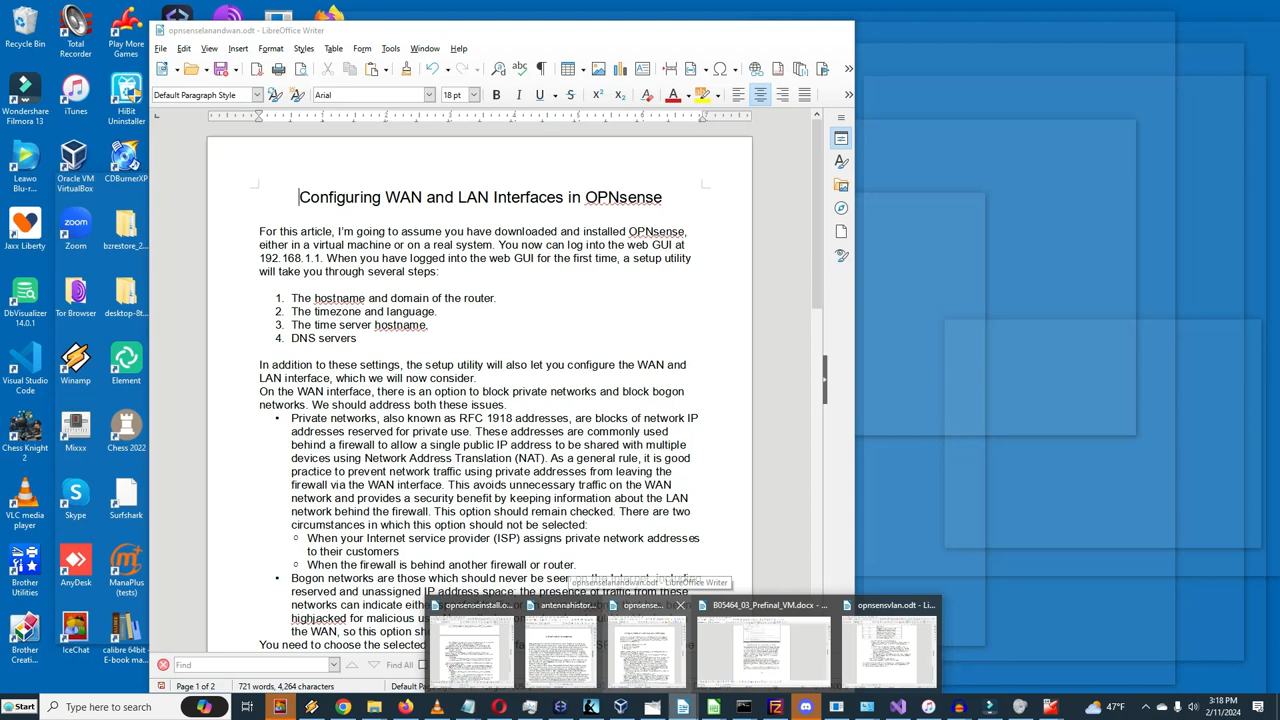 opnsenselanandwan.odt - LibreOffice Writer
File Edit View Insert Format Styles Table Form Tools Window Help
Default Paragraph Style
Arial
18 pt
Recycle Bin
Total Recorder
Play More Games
Wondershare Filmora 13
iTunes
HiBit Uninstaller
Leawo Blu-r...
Oracle VM VirtualBox
CDBurnerXP
Jaxx Liberty
Zoom
bzrestore_2...
DbVisualizer 14.0.1
Tor Browser
desktop-8t...
Visual Studio Code
Winamp
Element
Chess Knight 2
Mixxx
Chess 2022
VLC media player
Skype
Surfshark
Brother Utilities
AnyDesk
ManaPlus (mobile)
Brother Creati...
IceChat
calibre 64bit E-book ma...
Configuring WAN and LAN Interfaces in OPNsense
For this article, I'm going to assume you have downloaded and installed OPNsense,
either in a virtual machine or on a real system. You now can log into the web GUI at
192.168.1.1. When you have logged into the web GUI for the first time, a setup utility
will take you through several steps:
1. The hostname and domain of the router.
2. The timezone and language.
3. The time server hostname,
4. DNS servers
In addition to these settings, the setup utility will also let you configure the WAN and
LAN interface, which we will now consider.
On the WAN interface, there is an option to block private networks and block bogon
networks. We should address both these issues.
• Private networks, also known as RFC 1918 addresses, are blocks of network IP
addresses reserved for private use. These addresses are commonly used
behind a firewall to allow a single public IP address to be shared with multiple
devices using Network Address Translation (NAT). As a general rule, it is good
practice to prevent network traffic using private addresses from leaving the
firewall via the WAN interface. This avoids unnecessary traffic on the WAN
network and provides a security benefit by keeping information about the LAN
network behind the firewall. This option should remain checked. There are two
circumstances in which this option should not be selected:
○ When your Internet service provider (ISP) assigns private network addresses
to their customers
○ When the firewall is behind another firewall or router.
• Bogon networks are those which should never be seen
opnsenselanandwan.odt - LibreOffice Writer
reserved and unassigned IP address space; the presence of traffic from these
networks can indicate
highjacked for malicious
the WAN, so this option
You need to choose the selected
opnsenseinstall.o...
antennahistor...
opnsense...
B05464_03_Prefinal_VM.docx - ...
opnsensvlan.odt - Li...
Find
Find All
Page 1 of 2
721 words, 4,264 characters
Default Pa
Start
Type here to search
47°F
3:18 PM
2/11/2024